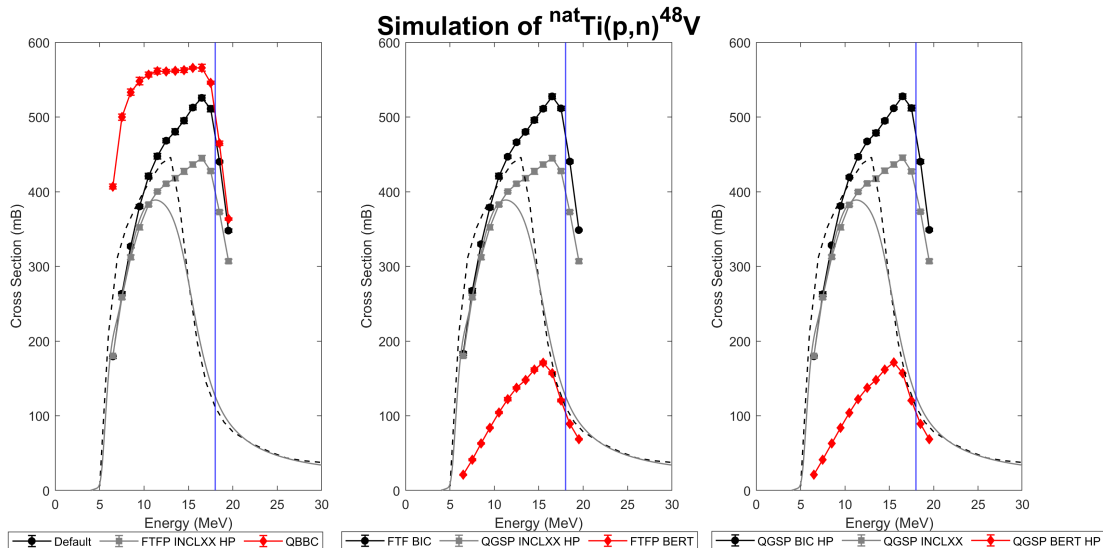 Simulation of natTi(p,n)48V
600
500
400
300
200
100
0
Cross Section (mB)
0 5 10 15 20 25 30
Energy (MeV)
Default FTFP INCLXX HP QBBC
600
500
400
300
200
100
0
Cross Section (mB)
0 5 10 15 20 25 30
Energy (MeV)
FTF BIC QGSP INCLXX HP FTFP BERT
600
500
400
300
200
100
0
Cross Section (mB)
0 5 10 15 20 25 30
Energy (MeV)
QGSP BIC HP QGSP INCLXX QGSP BERT HP